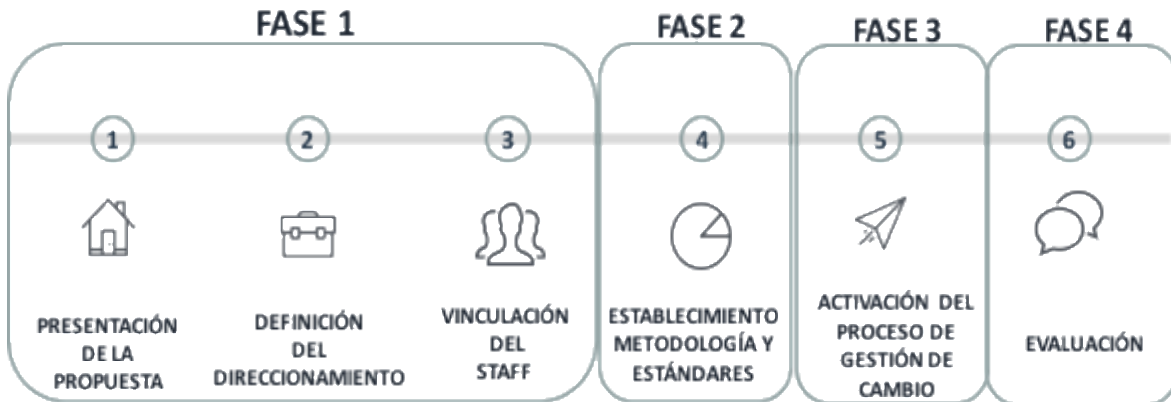 FASE 1
FASE 2
FASE 3
FASE 4
1
2
3
4
5
6
PRESENTACIÓN
DE LA
PROPUESTA
DEFINICIÓN
DEL
DIRECCIONAMIENTO
VINCULACIÓN
DEL
STAFF
ESTABLECIMIENTO
METODOLOGÍA Y
ESTÁNDARES
ACTIVACIÓN DEL
PROCESO DE
GESTIÓN DE
CAMBIO
EVALUACIÓN